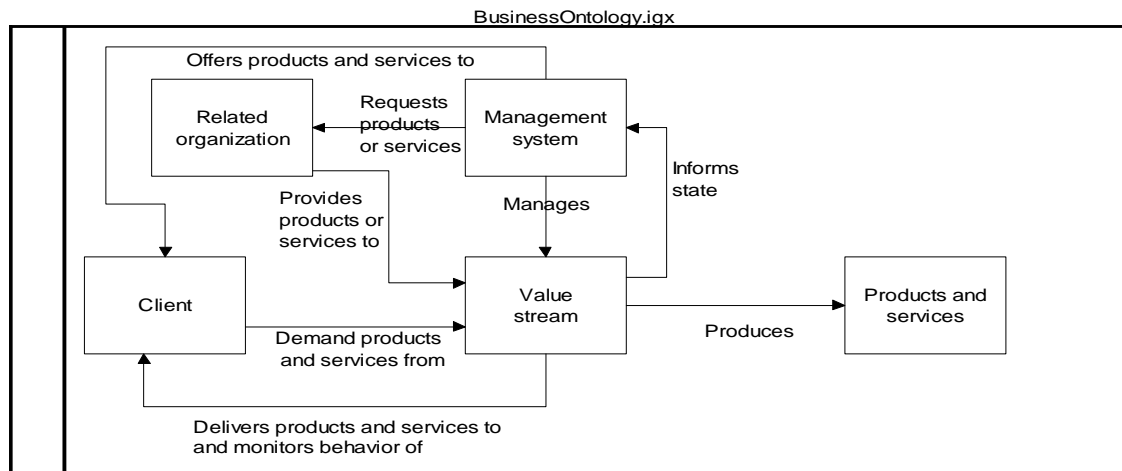 BusinessOntology.igx
Offers products and services to
Related
organization
Requests
products
or services
Management
system
Informs
state
Provides
products or
services to
Manages
Client
Value
stream
Products and
services
Demand products
and services from
Produces
Delivers products and services to
and monitors behavior of